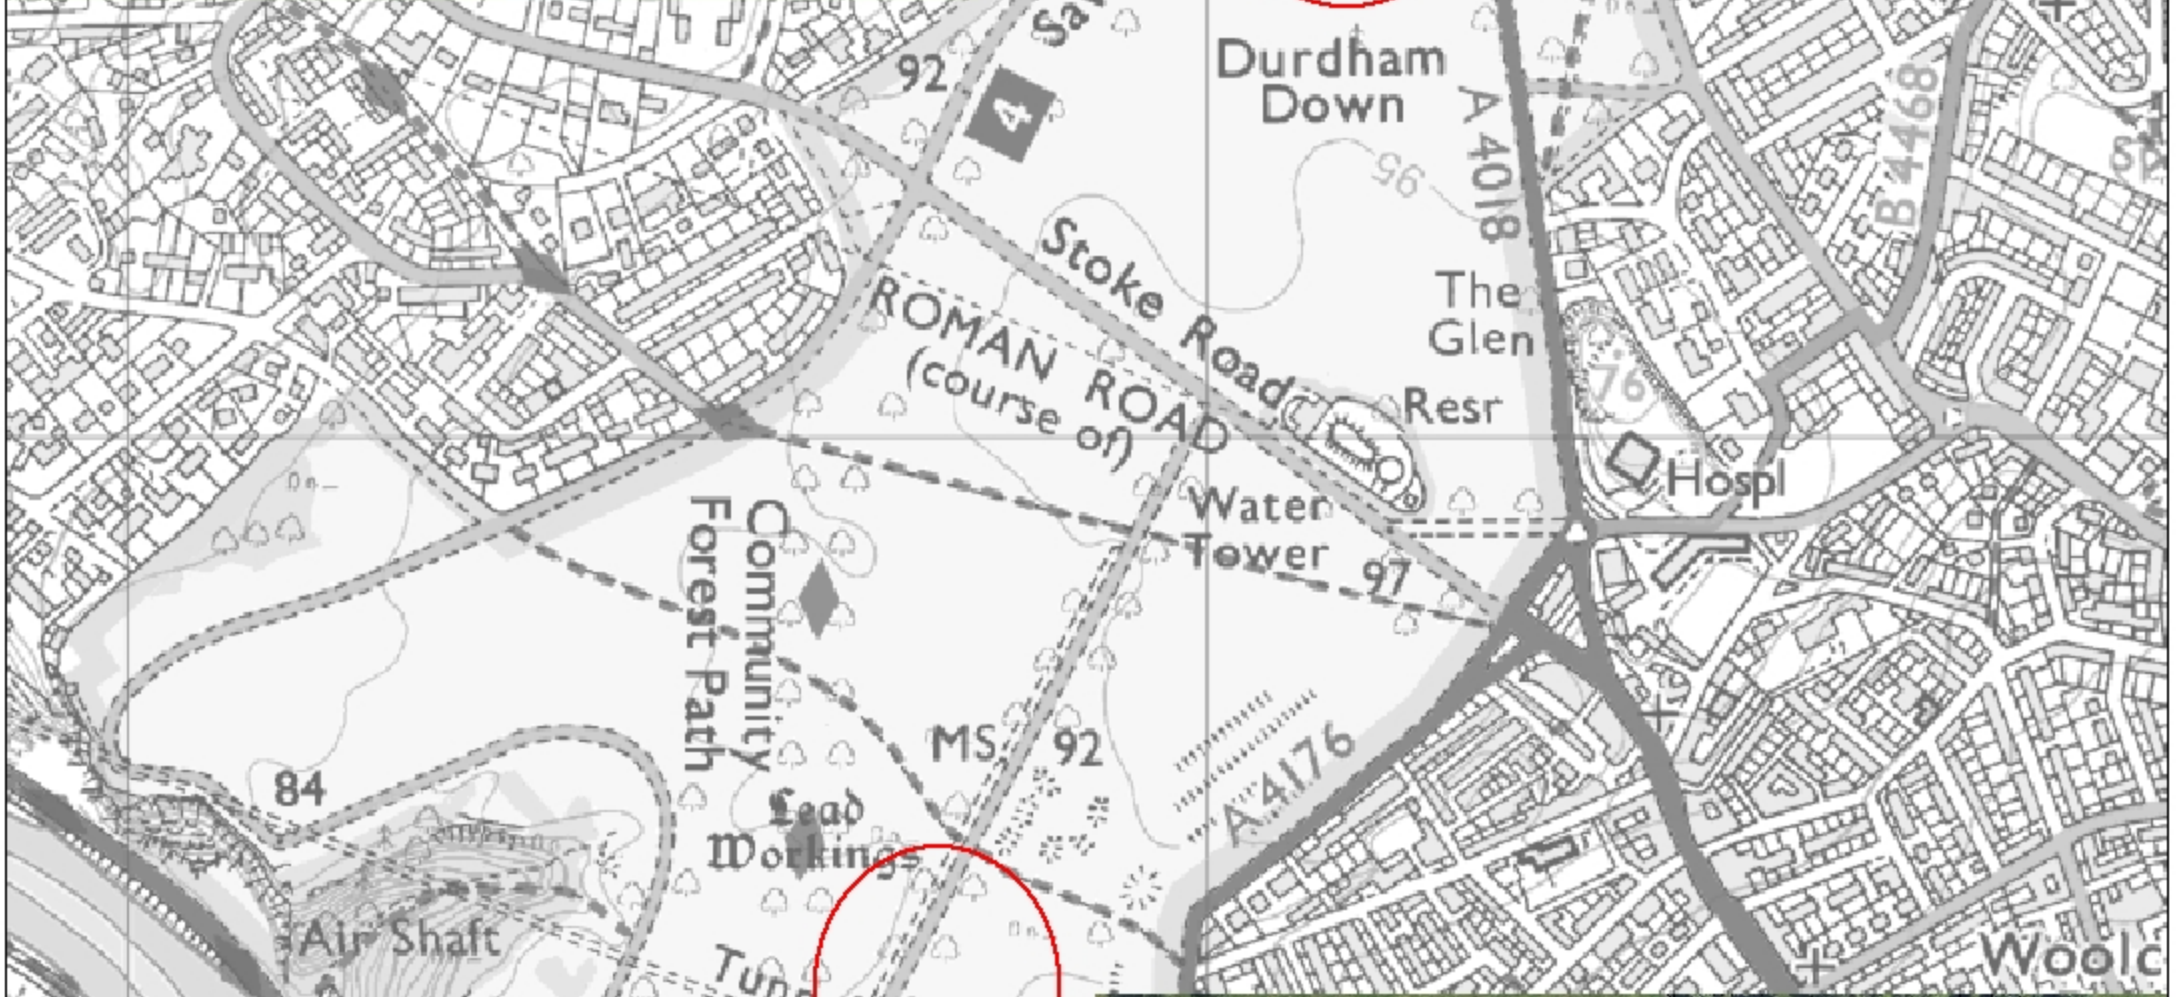 Durdham
Down
92
4
A 4018
B 4468
95
Stoke Road
The
Glen
ROMAN ROAD
(course of)
Resr
76
Hospl
Water
Tower
97
Community
Forest Path
MS
92
A 4176
84
Lead
Workings
Air Shaft